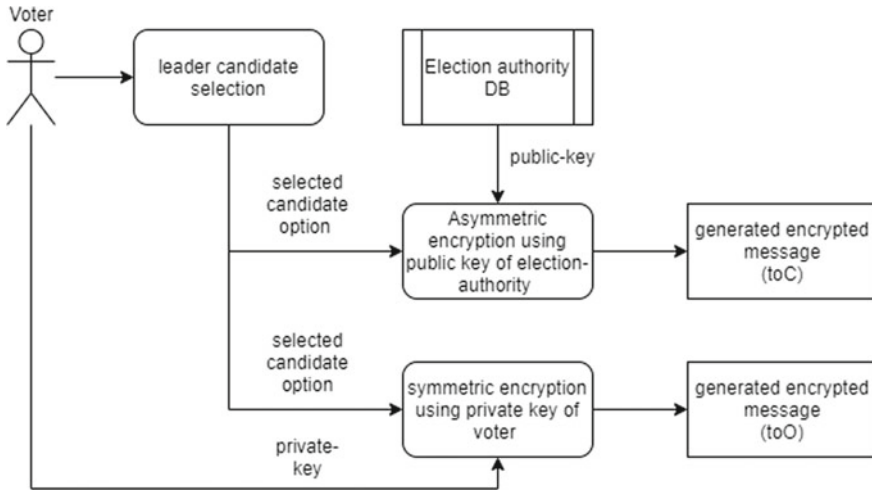 Voter
leader candidate
selection
Election authority
DB
public-key
selected
candidate
option
Asymmetric
encryption using
public key of election-
authority
generated encrypted
message
(toC)
selected
candidate
option
symmetric encryption
using private key of
voter
generated encrypted
message
(toO)
private-
key